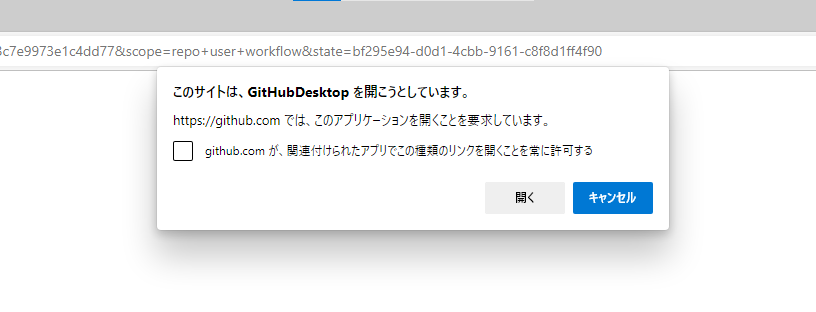 3c7e9973e1c4dd77&scope=repo+user+workflow&state=bf295e94-d0d1-4cbb-9161-c8f8d1ff4f90
このサイトは、GitHubDesktop を開こうとしています。
https://github.com では、このアプリケーションを開くことを要求しています。
github.com が、関連付けられたアプリでこの種類のリンクを開くことを常に許可する
開く
キャンセル